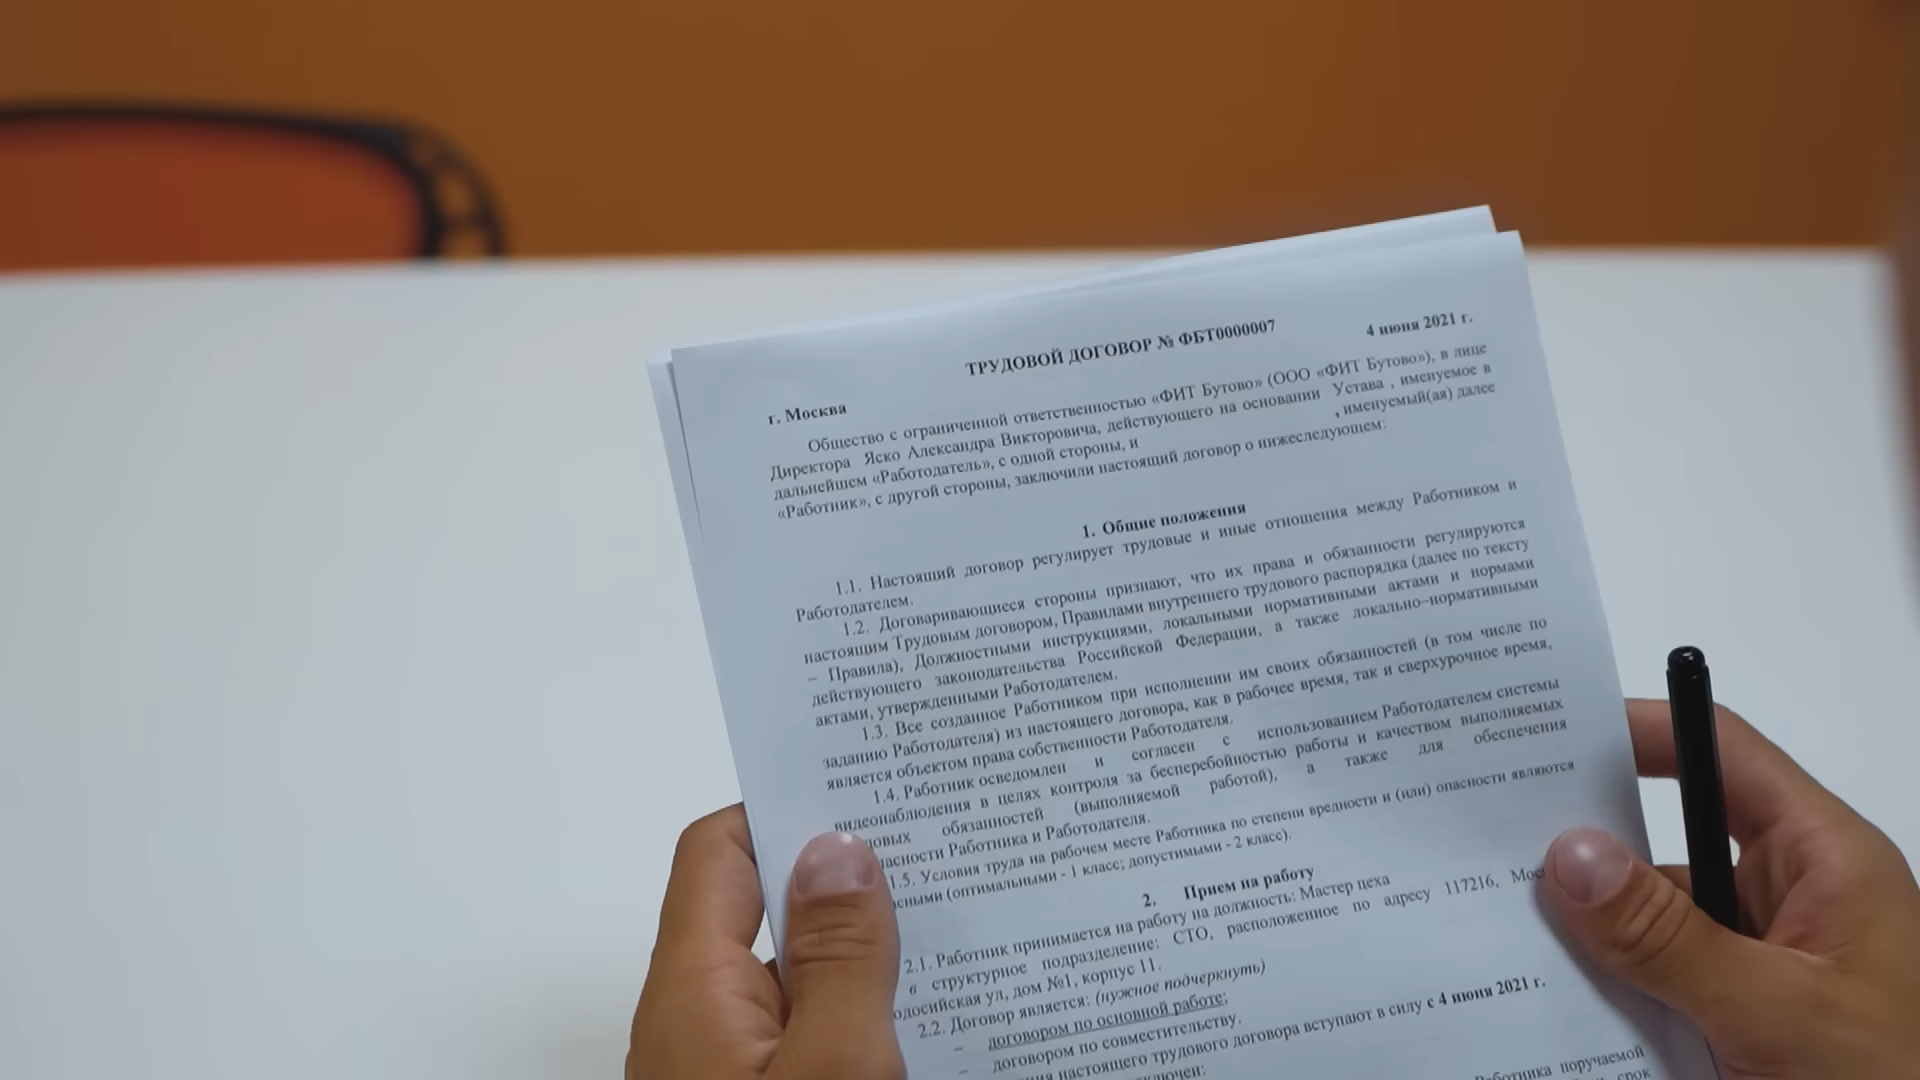 ТРУДОВОЙ ДОГОВОР № ФБТ0000007
г. Москва
4 июня 2021 г.
Общество с ограниченной ответственностью «ФИТ Бутово» (ООО «ФИТ Бутово»), в лице
Директора Яско Александра Викторовича, действующего на основании Устава , именуемое в
дальнейшем «Работодатель», с одной стороны, и , именуемый(ая) далее
«Работник», с другой стороны, заключили настоящий договор о нижеследующем:
1. Общие положения
1.1. Настоящий договор регулирует трудовые и иные отношения между Работником и
Работодателем.
1.2. Договаривающиеся стороны признают, что их права и обязанности регулируются
настоящим Трудовым договором, Правилами внутреннего трудового распорядка (далее по тексту
– Правила), Должностными инструкциями, локальными нормативными актами и нормами
действующего законодательства Российской Федерации, а также локально–нормативными
актами, утвержденными Работодателем.
1.3. Все созданное Работником при исполнении им своих обязанностей (в том числе по
заданию Работодателя) из настоящего договора, как в рабочее время, так и сверхурочное время,
является объектом права собственности Работодателя.
1.4. Работник осведомлен и согласен с использованием Работодателем системы
видеонаблюдения в целях контроля за бесперебойностью работы и качеством выполняемых
довых обязанностей (выполняемой работой), а также для обеспечения
пасности Работника и Работодателя.
1.5. Условия труда на рабочем месте Работника по степени вредности и (или) опасности являются
сными (оптимальными - 1 класс; допустимыми - 2 класс).
2. Прием на работу
2.1. Работник принимается на работу на должность: Мастер цеха
в структурное подразделение: СТО, расположенное по адресу 117216, Мос
одосийская ул, дом №1, корпус 11.
2.2. Договор является: (нужное подчеркнуть)
– договором по основной работе;
– договором по совместительству.
настоящего трудового договора вступают в силу с 4 июня 2021 г.
ключен:
Работника поручаемой
срок